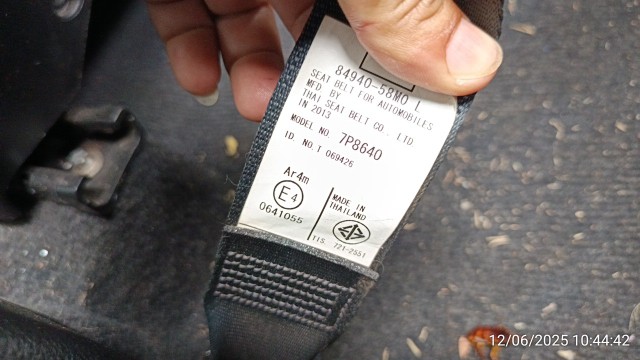 84940-58M0 L
SEAT BELT FOR AUTOMOBILES
MFD. BY
THAI SEAT BELT CO., LTD.
IN 2013
MODEL NO. 7P8640
ID. NO. T 069426
Ar4m
E4
0641055
MADE IN
THAILAND
TIS. 721-2551
12/06/2025 10:44:42